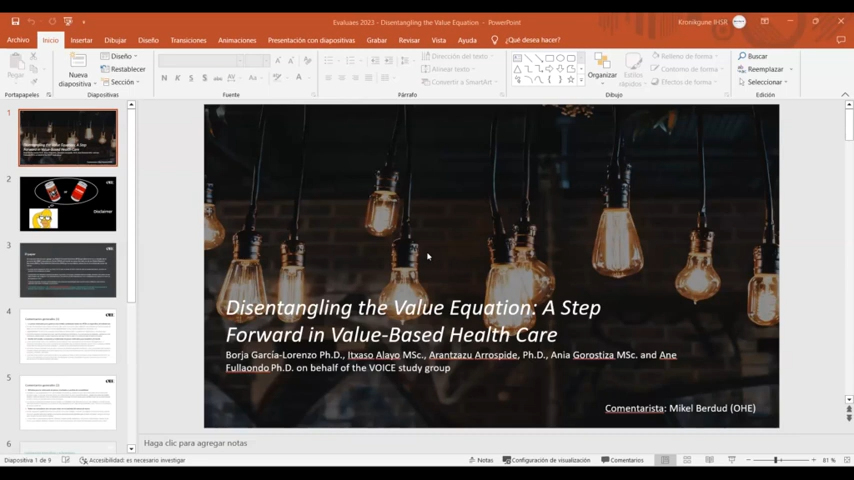 Evaluaes 2023 - Disentangling the Value Equation - PowerPoint
Kronikgune IHSR
Archivo Inicio Insertar Dibujar Diseño Transiciones Animaciones Presentación con diapositivas Grabar Revisar Vista Ayuda ¿Qué desea hacer?
Pegar
Nueva diapositiva
Diseño
Restablecer
Sección
N K S
Dirección del texto
Alinear texto
Convertir a SmartArt
Organizar
Estilos rápidos
Relleno de forma
Contorno de forma
Efectos de forma
Buscar
Reemplazar
Seleccionar
Portapapeles Diapositivas Fuente Párrafo Dibujo Edición
1
2
Disclaimer
3
4
5
6
Disentangling the Value Equation: A Step
Forward in Value-Based Health Care
Borja García-Lorenzo Ph.D., Itxaso Alayo MSc., Arantzazu Arrospide, Ph.D., Ania Gorostiza MSc. and Ane
Fullaondo Ph.D. on behalf of the VOICE study group
Comentarista: Mikel Berdud (OHE)
Haga clic para agregar notas
Diapositiva 1 de 9 Accesibilidad: es necesario investigar Notas Configuración de visualización Comentarios 81 %